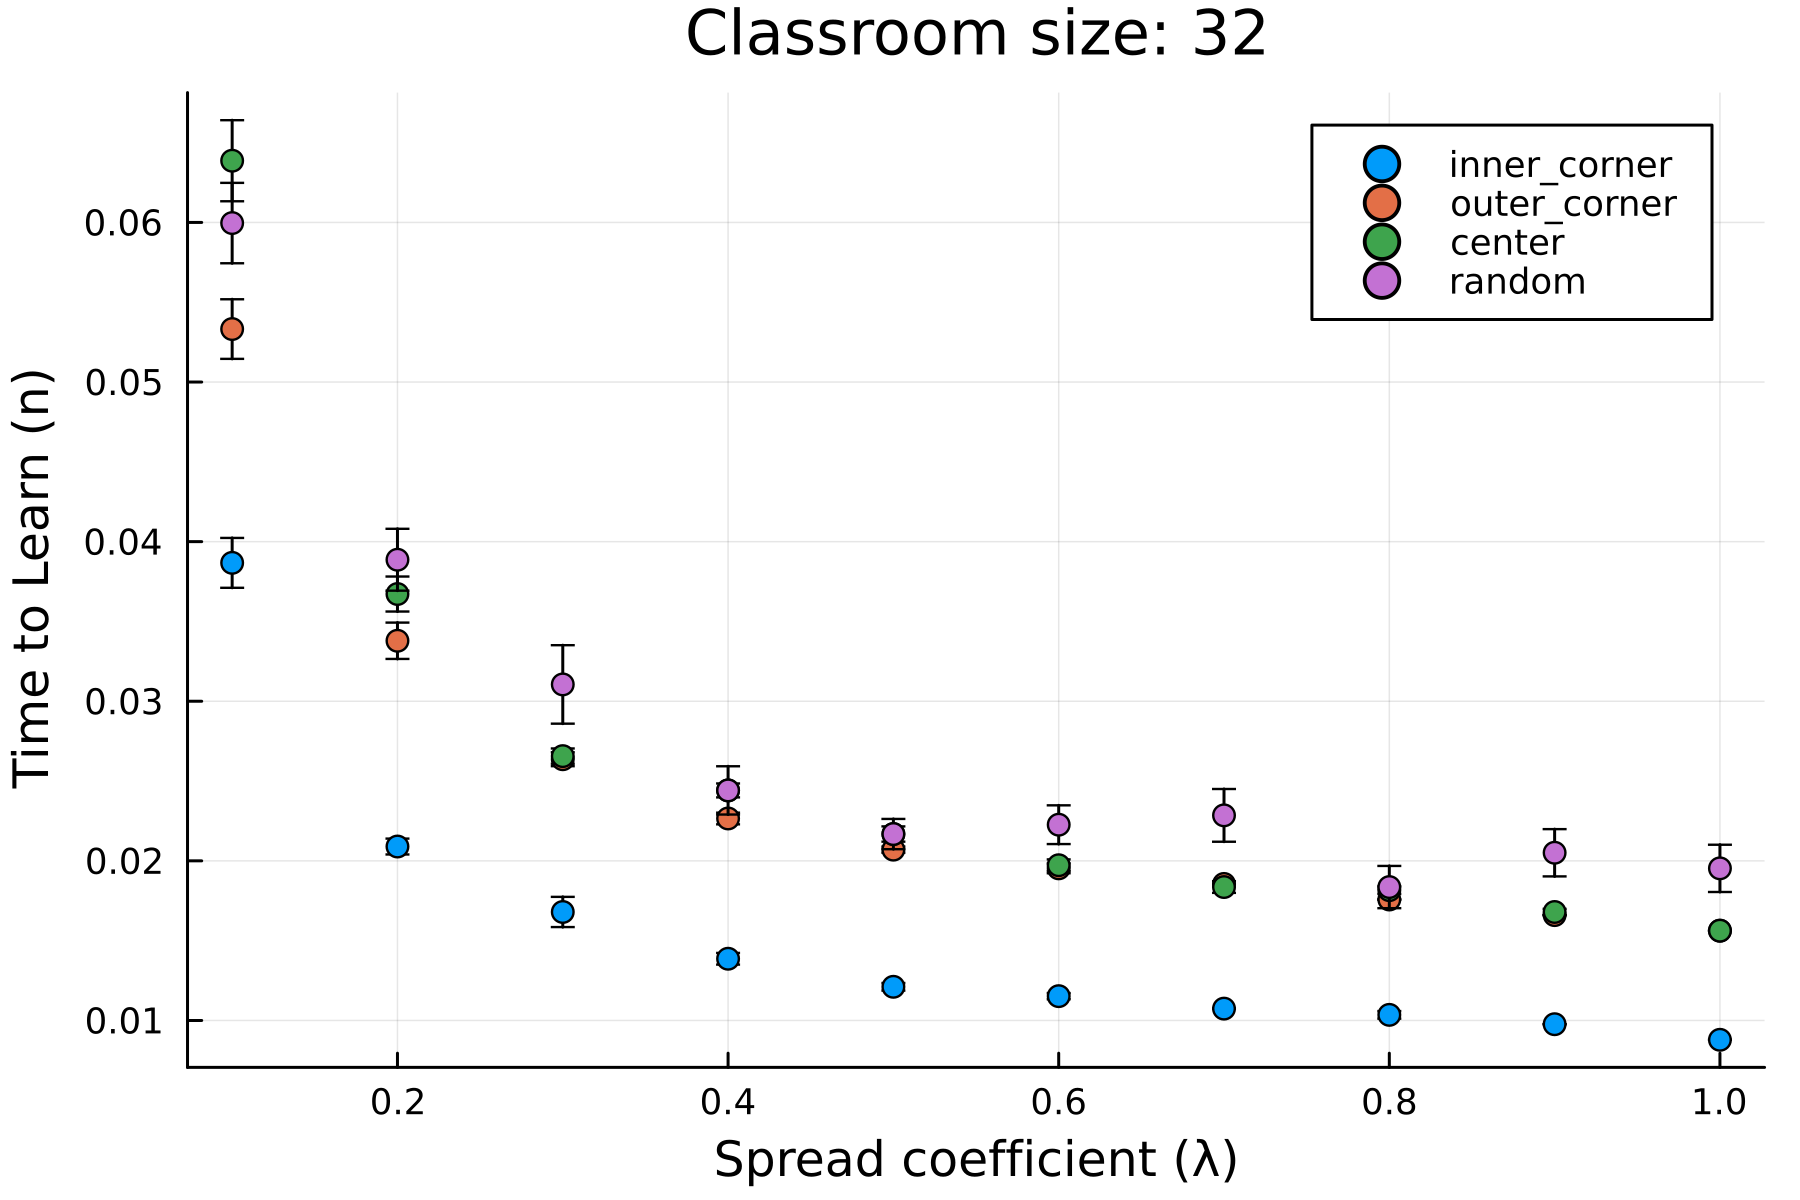 Classroom size: 32
inner_corner
outer_corner
center
random
Time to Learn (n)
0.06
0.05
0.04
0.03
0.02
0.01
0.2 0.4 0.6 0.8 1.0
Spread coefficient (λ)